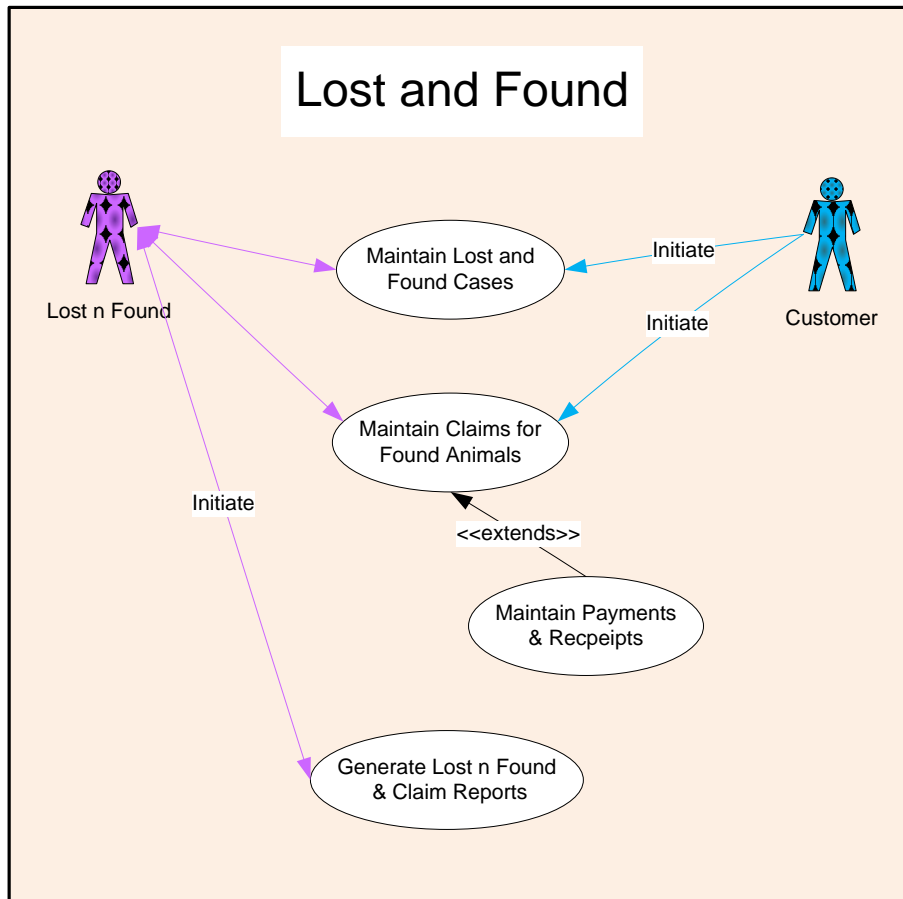 Lost and Found
Initiate
Maintain Lost and
Found Cases
Lost n Found
Customer
Initiate
Maintain Claims for
Found Animals
Initiate
<<extends>>
Maintain Payments
& Recpeipts
Generate Lost n Found
& Claim Reports